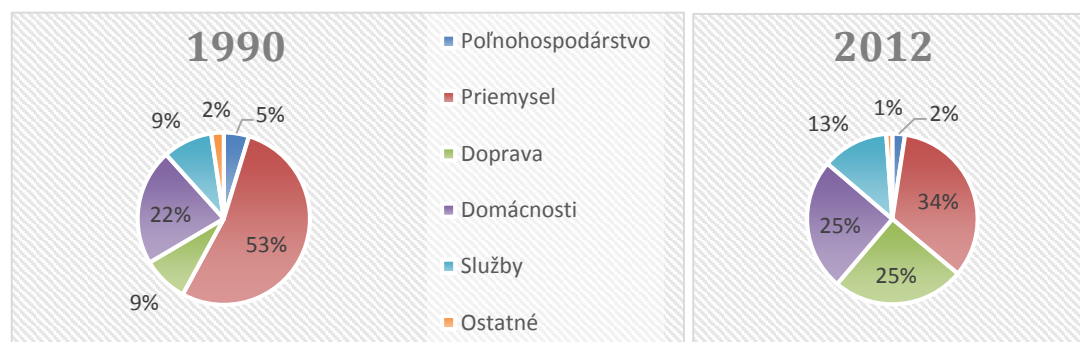 1990
2%
5%
9%
22%
53%
9%
Poľnohospodárstvo
Priemysel
Doprava
Domácnosti
Služby
Ostatné
2012
1%
2%
13%
34%
25%
25%